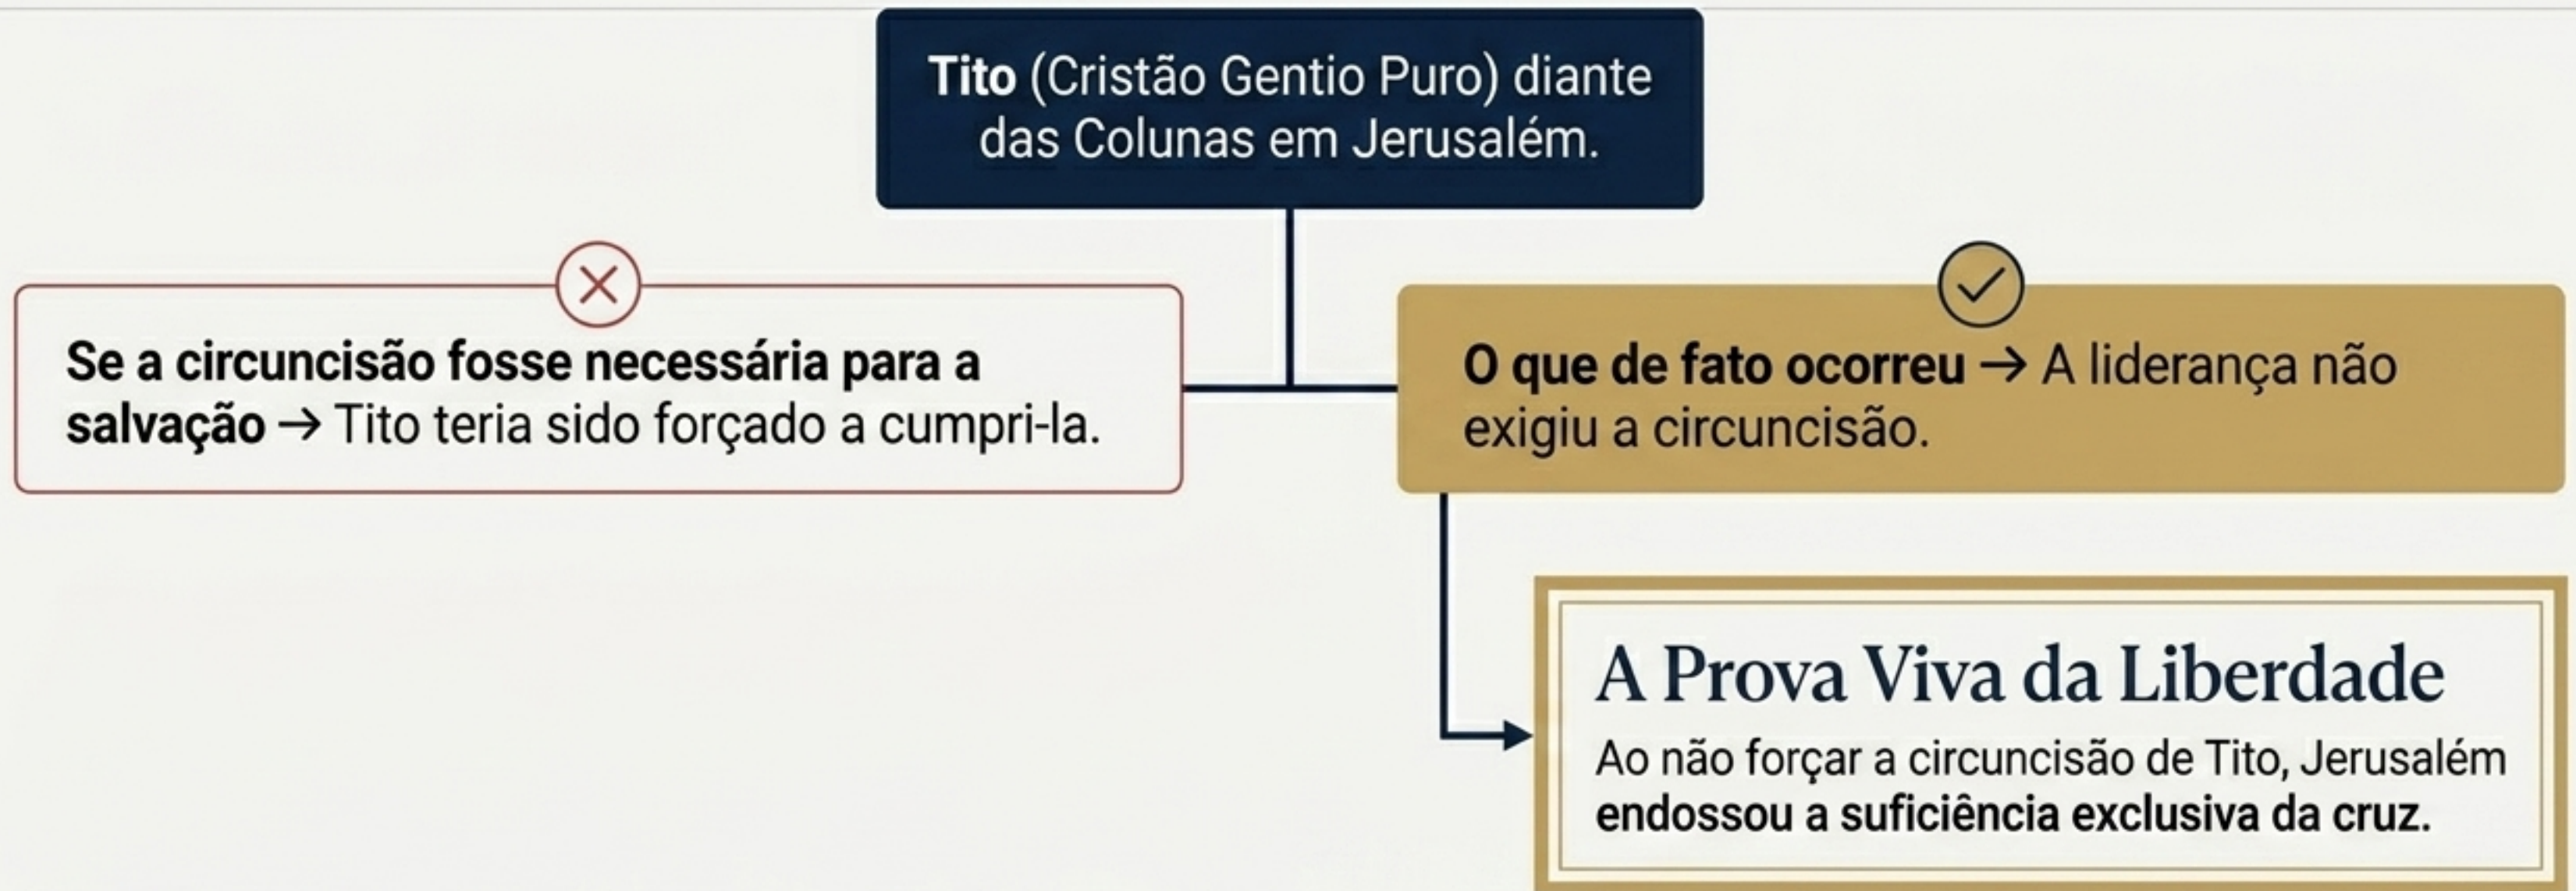 Tito (Cristão Gentio Puro) diante
das Colunas em Jerusalém.
Se a circuncisão fosse necessária para a
salvação → Tito teria sido forçado a cumpri-la.
O que de fato ocorreu → A liderança não
exigiu a circuncisão.
A Prova Viva da Liberdade
Ao não forçar a circuncisão de Tito, Jerusalém
endossou a suficiência exclusiva da cruz.